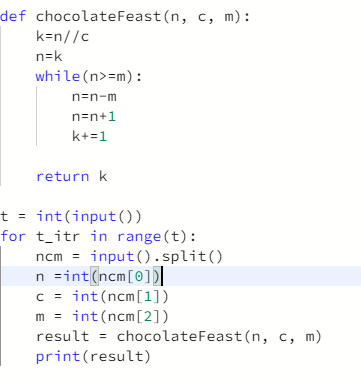 def chocolateFeast(n, c, m):
    k=n//c
    n=k
    while(n>=m):
        n=n-m
        n=n+1
        k+=1

    return k

t = int(input())
for t_itr in range(t):
    ncm = input().split()
    n =int(ncm[0])
    c = int(ncm[1])
    m = int(ncm[2])
    result = chocolateFeast(n, c, m)
    print(result)